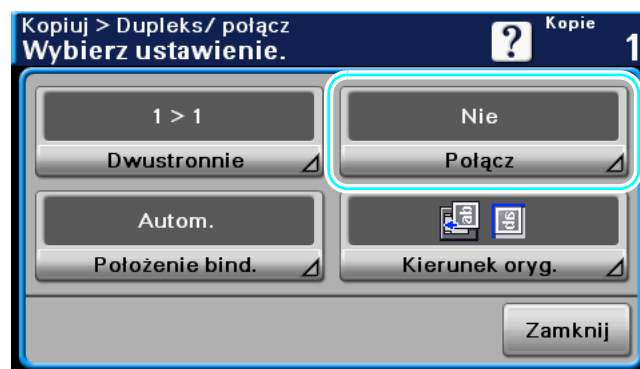 Kopiuj > Dupleks/ połącz
Wybierz ustawienie.
?
Kopie
1
1 > 1
Dwustronnie
Nie
Połącz
Autom.
Położenie bind.
Kierunek oryg.
Zamknij